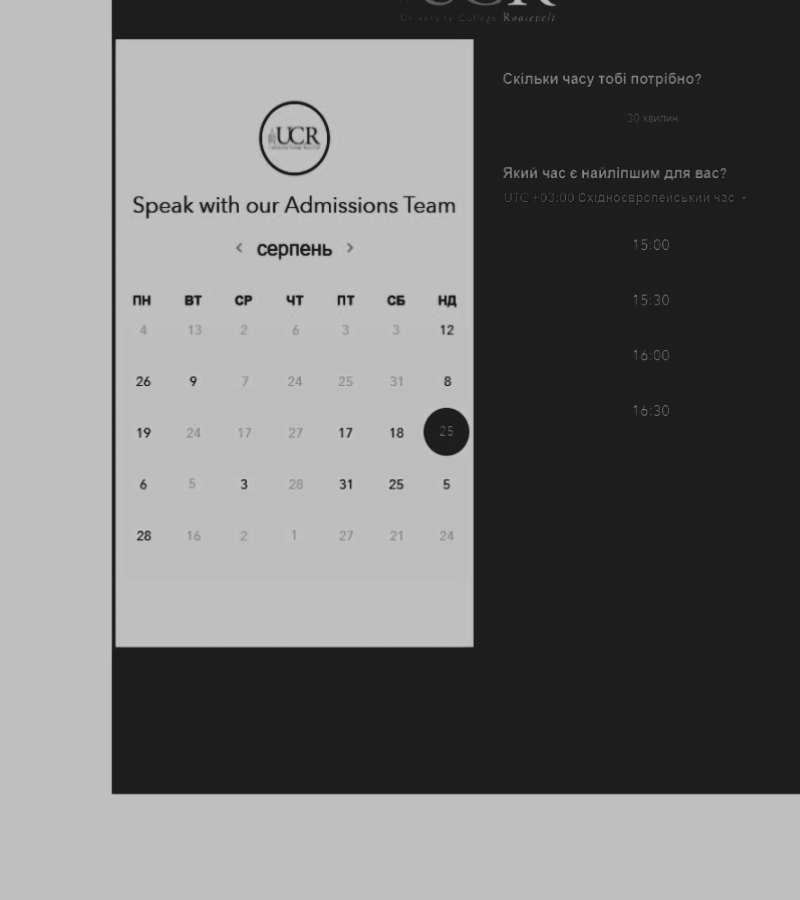 UCR
University College Roosevelt
UCR
Speak with our Admissions Team
< серпень >
ПН ВТ СР ЧТ ПТ СБ НД
4 13 2 6 3 3 12
26 9 7 24 25 31 8
19 24 17 27 17 18 25
6 5 3 28 31 25 5
28 16 2 1 27 21 24
Скільки часу тобі потрібно?
30 хвилин
Який час є найліпшим для вас?
UTC +03:00 Східноєвропейський час
15:00
15:30
16:00
16:30